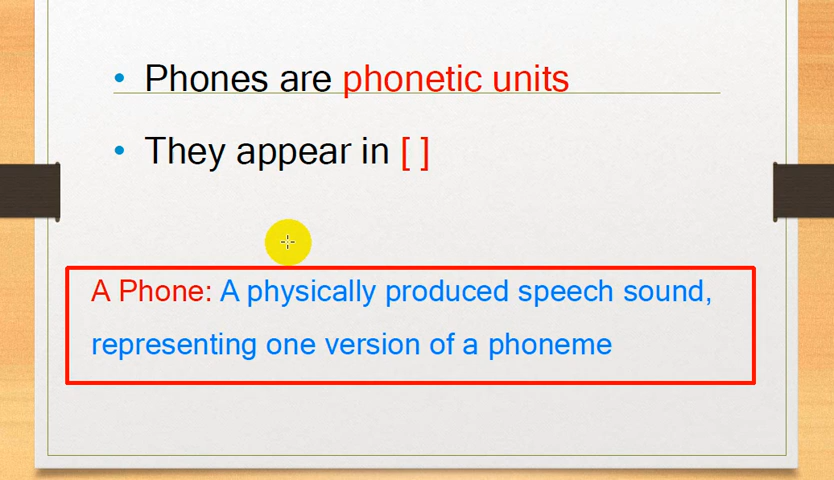 • Phones are phonetic units
• They appear in [ ]
A Phone: A physically produced speech sound,
representing one version of a phoneme